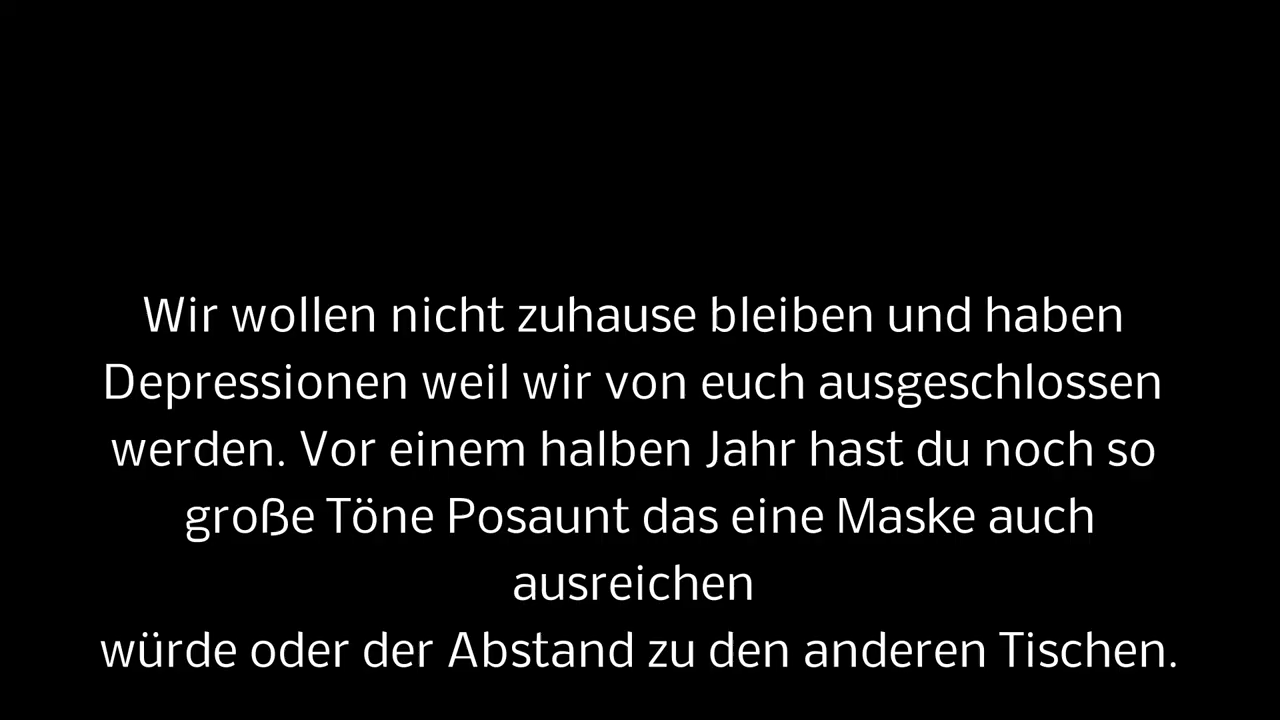 Wir wollen nicht zuhause bleiben und haben
Depressionen weil wir von euch ausgeschlossen
werden. Vor einem halben Jahr hast du noch so
große Töne Posaunt das eine Maske auch
ausreichen
würde oder der Abstand zu den anderen Tischen.